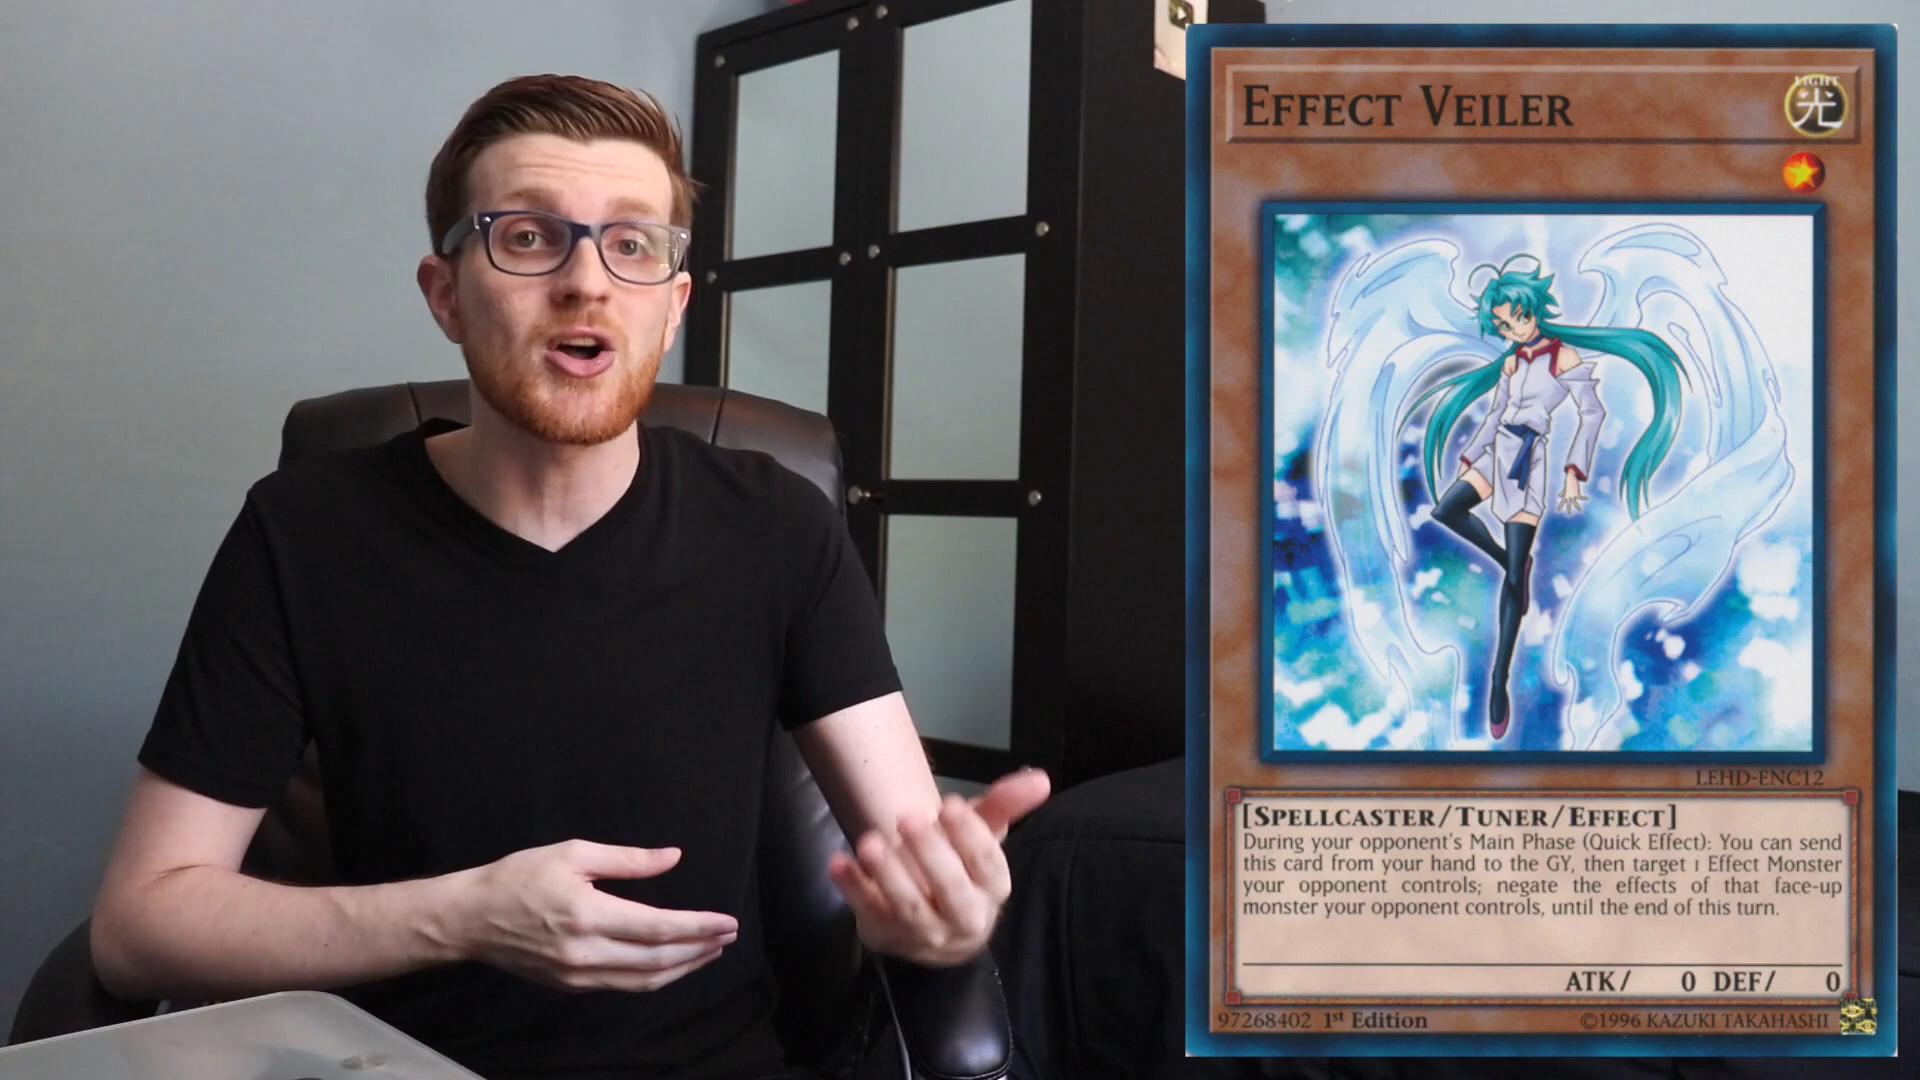 EFFECT VEILER
LIGHT
光
LEHD-ENC12
[SPELLCASTER/TUNER/EFFECT]
During your opponent's Main Phase (Quick Effect): You can send
this card from your hand to the GY, then target 1 Effect Monster
your opponent controls; negate the effects of that face-up
monster your opponent controls, until the end of this turn.
ATK/ 0 DEF/ 0
97268402 1st Edition ©1996 KAZUKI TAKAHASHI